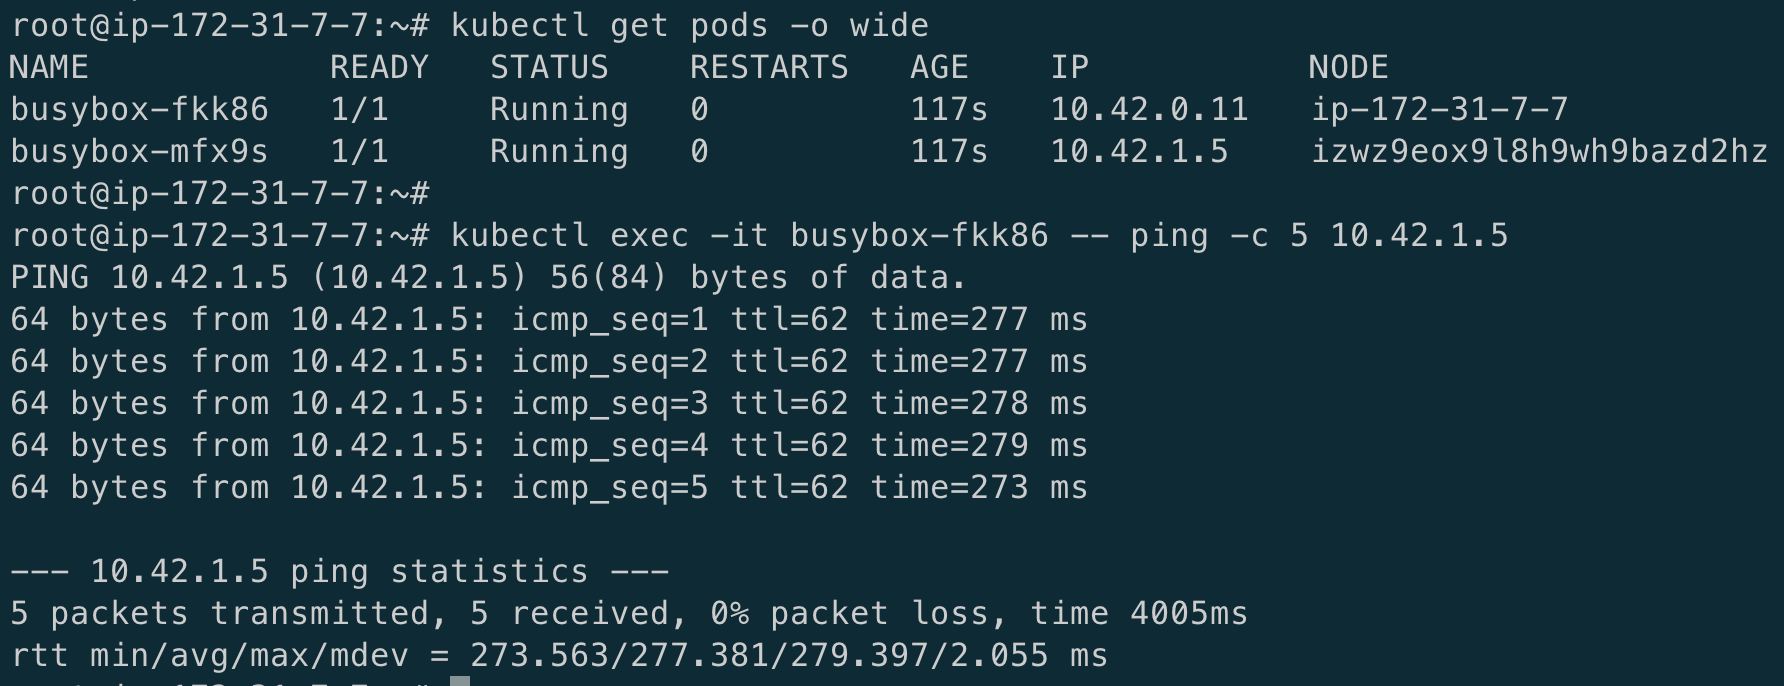 root@ip-172-31-7-7:~# kubectl get pods -o wide
NAME READY STATUS RESTARTS AGE IP NODE
busybox-fkk86 1/1 Running 0 117s 10.42.0.11 ip-172-31-7-7
busybox-mfx9s 1/1 Running 0 117s 10.42.1.5 izwz9eox9l8h9wh9bazd2hz
root@ip-172-31-7-7:~#
root@ip-172-31-7-7:~# kubectl exec -it busybox-fkk86 -- ping -c 5 10.42.1.5
PING 10.42.1.5 (10.42.1.5) 56(84) bytes of data.
64 bytes from 10.42.1.5: icmp_seq=1 ttl=62 time=277 ms
64 bytes from 10.42.1.5: icmp_seq=2 ttl=62 time=277 ms
64 bytes from 10.42.1.5: icmp_seq=3 ttl=62 time=278 ms
64 bytes from 10.42.1.5: icmp_seq=4 ttl=62 time=279 ms
64 bytes from 10.42.1.5: icmp_seq=5 ttl=62 time=273 ms
--- 10.42.1.5 ping statistics ---
5 packets transmitted, 5 received, 0% packet loss, time 4005ms
rtt min/avg/max/mdev = 273.563/277.381/279.397/2.055 ms